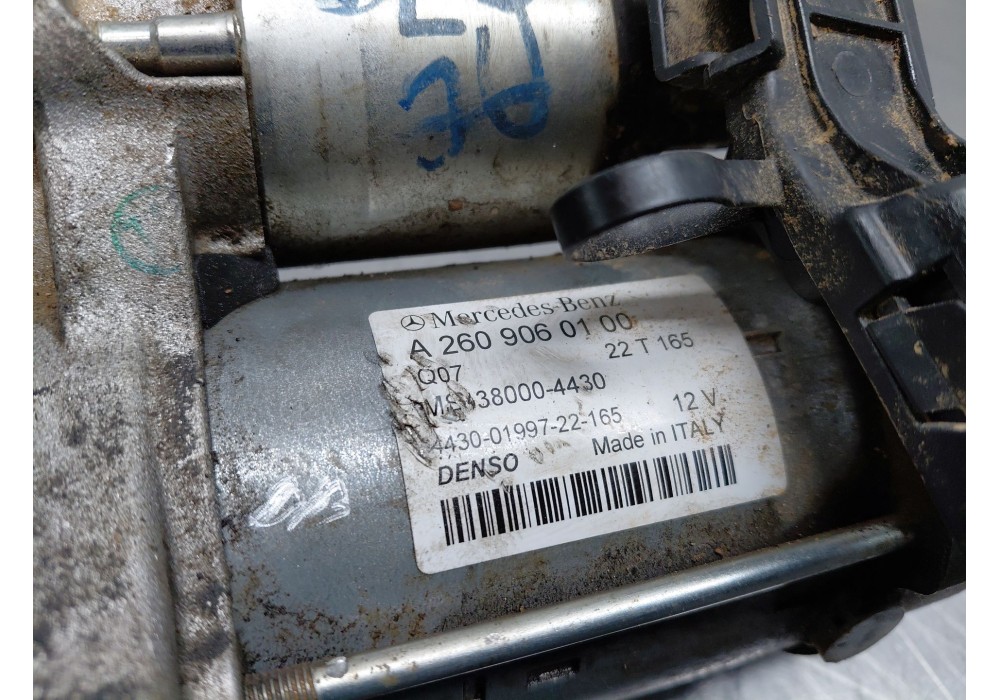 Mercedes-Benz
A 260 906 01 00
Q07 22 T 165
MS438000-4430
4430-01997-22-165 12 V
DENSO Made in ITALY